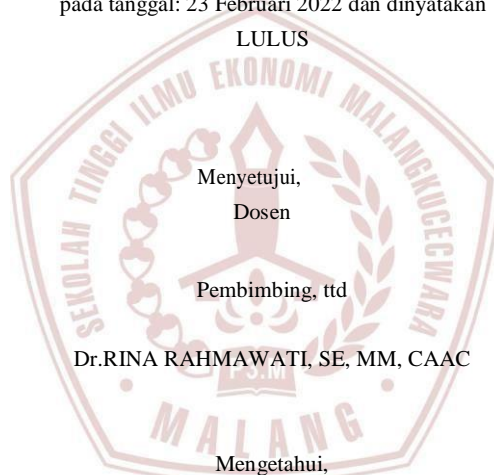 pada tanggal: 23 Februari 2022 dan dinyatakan
LULUS
SEKOLAH TINGGI ILMU EKONOMI MALANGKUCECWARA
Menyetujui,
Dosen
Pembimbing, ttd
Dr.RINA RAHMAWATI, SE, MM, CAAC
P3.M
MALANG
Mengetahui,